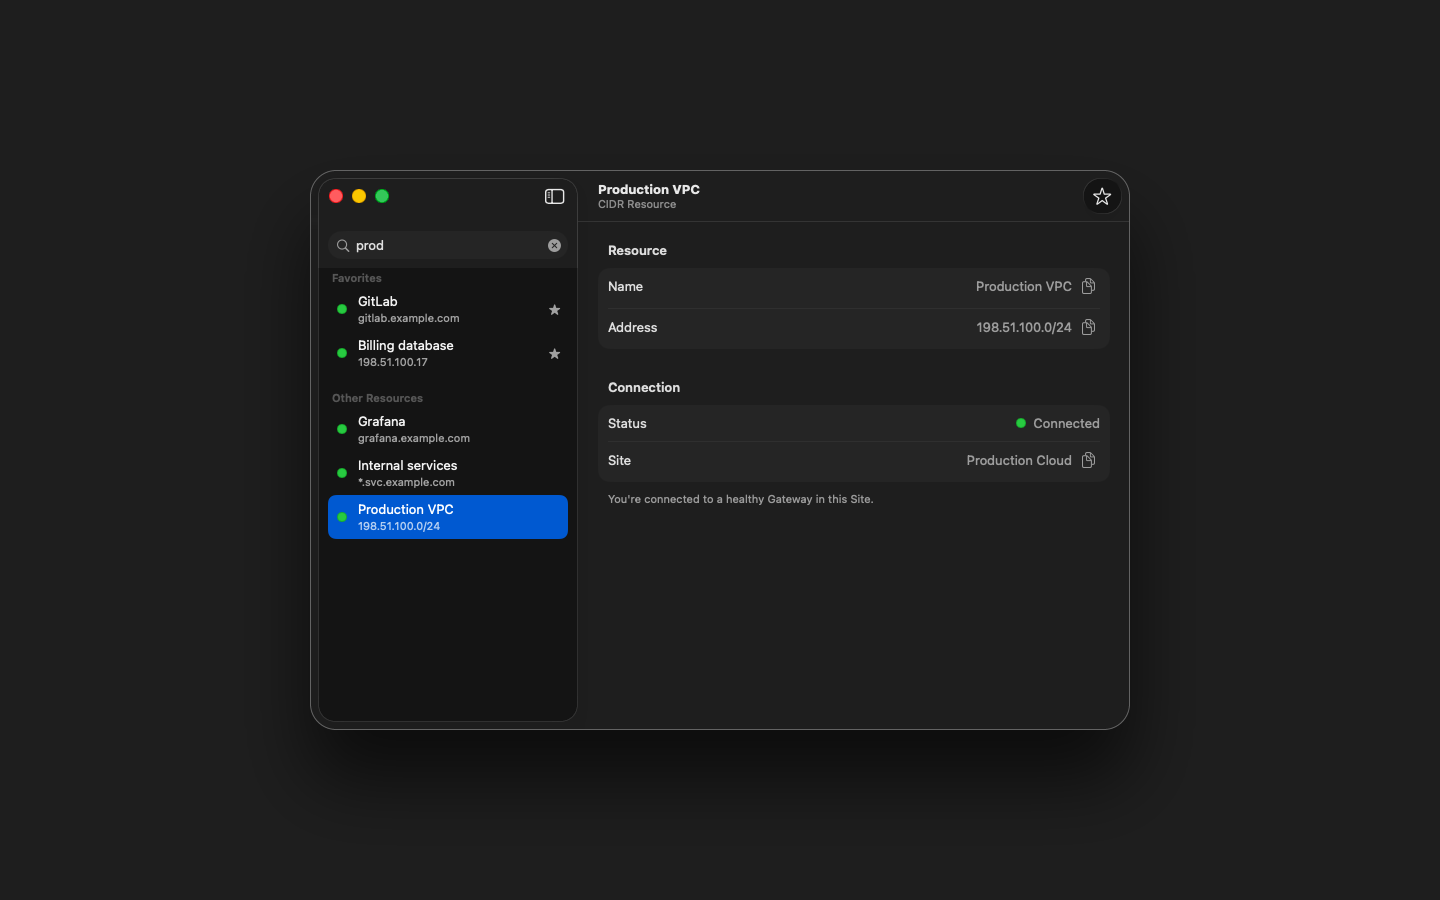 prod
Favorites
GitLab
gitlab.example.com
Billing database
198.51.100.17
Other Resources
Grafana
grafana.example.com
Internal services
*.svc.example.com
Production VPC
198.51.100.0/24
Production VPC
CIDR Resource
Resource
Name Production VPC
Address 198.51.100.0/24
Connection
Status Connected
Site Production Cloud
You're connected to a healthy Gateway in this Site.